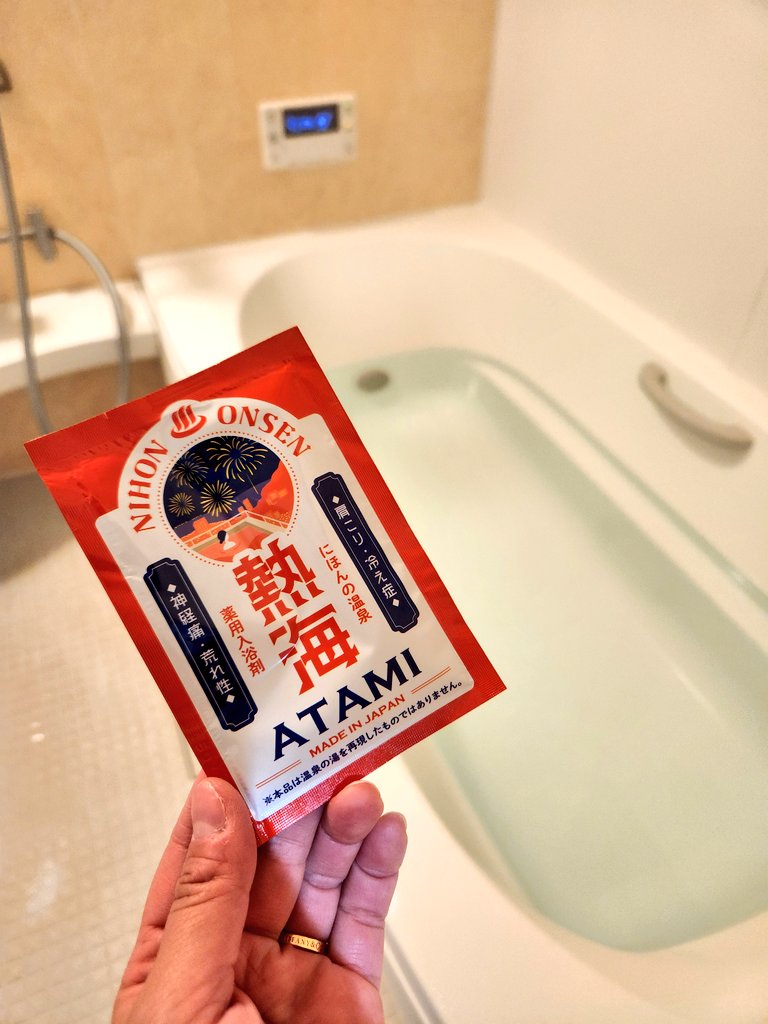 NIHON ONSEN
◆肩こり・冷え症◆
にほんの温泉
熱海
薬用入浴剤
◆神経痛・荒れ性◆
ATAMI
MADE IN JAPAN
※本品は温泉の湯を再現したものではありません。